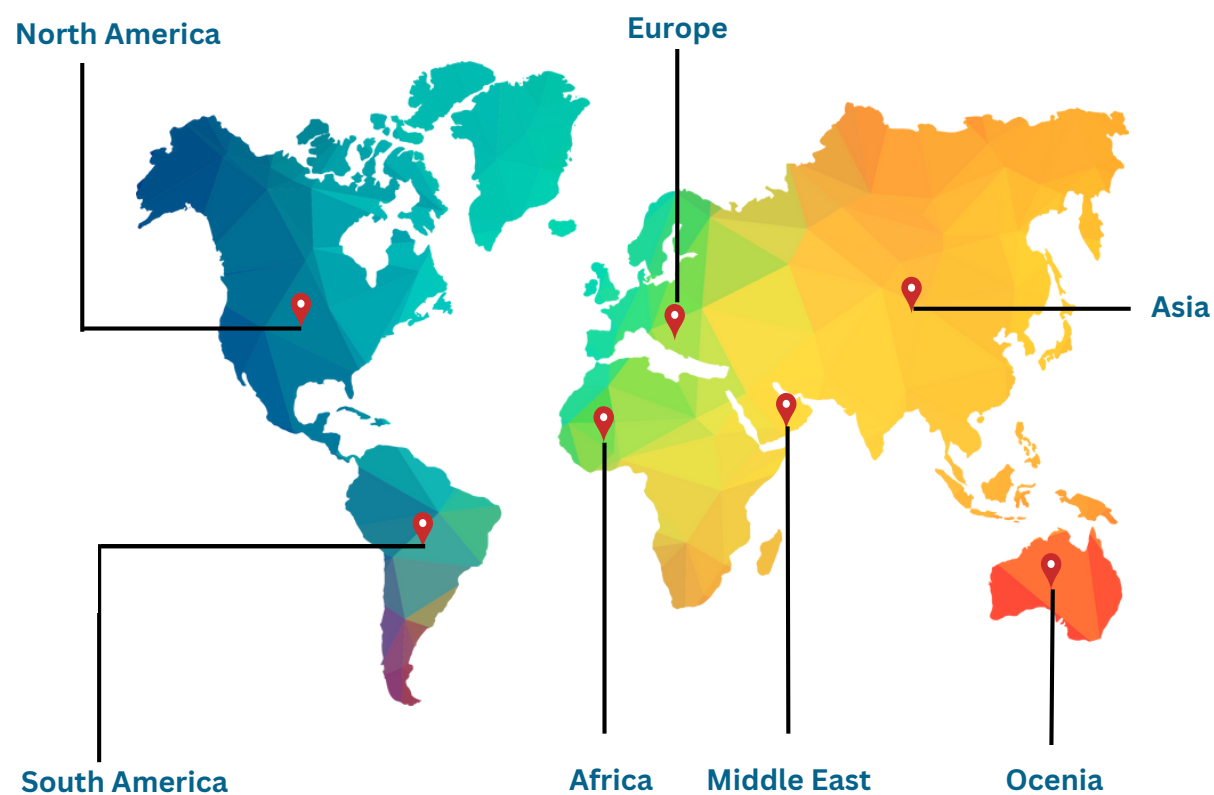 North America
Europe
Asia
South America
Africa
Middle East
Ocenia